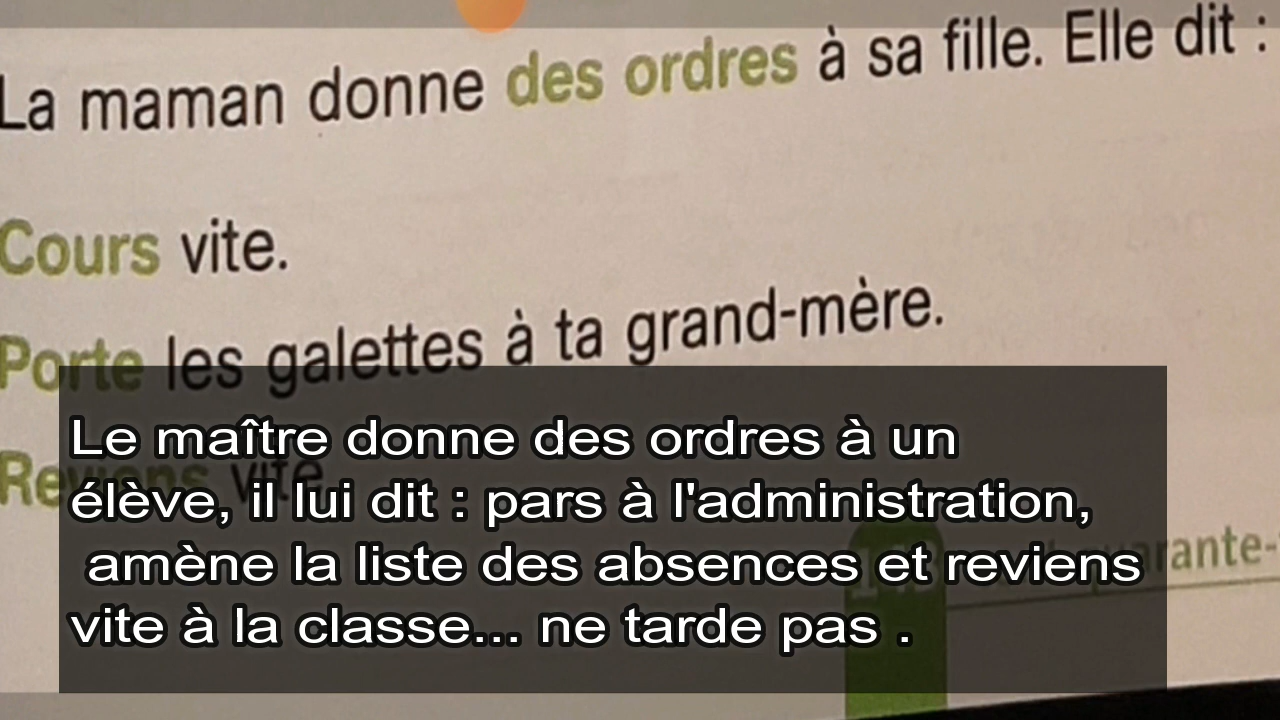 La maman donne des ordres à sa fille. Elle dit :
Cours vite.
Porte les galettes à ta grand-mère.
Reviens vite
Le maître donne des ordres à un
élève, il lui dit : pars à l'administration,
amène la liste des absences et reviens
vite à la classe... ne tarde pas .